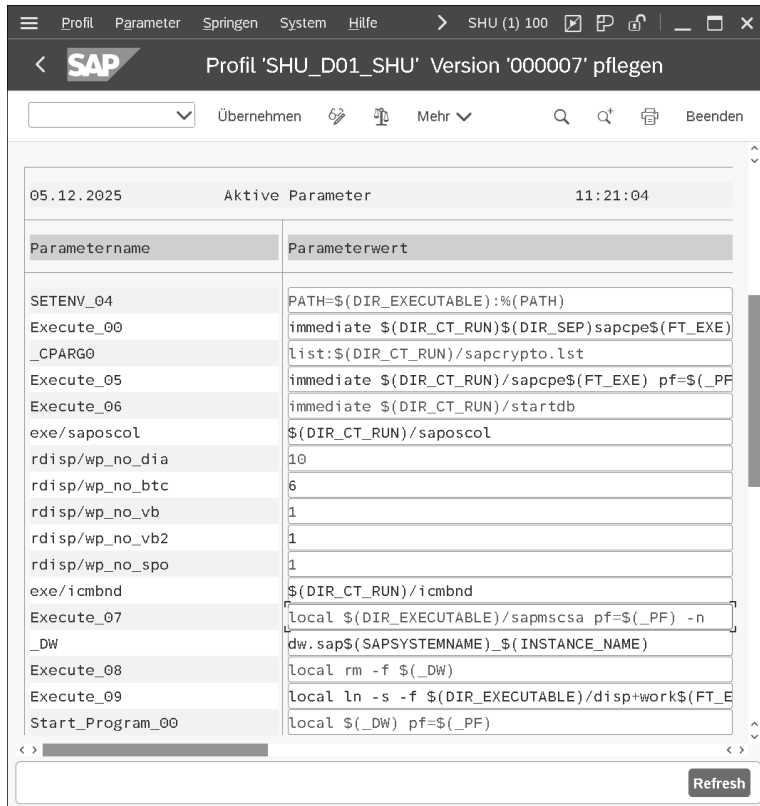 Profil Parameter Springen System Hilfe SHU (1) 100
SAP Profil 'SHU_D01_SHU' Version '000007' pflegen
Übernehmen Mehr Beenden
05.12.2025 Aktive Parameter 11:21:04
Parametername Parameterwert
SETENV_04 PATH=$(DIR_EXECUTABLE):%(PATH)
Execute_00 immediate $(DIR_CT_RUN)$(DIR_SEP)sapcpe$(FT_EXE)
_CPARG0 list:$(DIR_CT_RUN)/sapcrypto.lst
Execute_05 immediate $(DIR_CT_RUN)/sapcpe$(FT_EXE) pf=$(_PF
Execute_06 immediate $(DIR_CT_RUN)/startdb
exe/saposcol $(DIR_CT_RUN)/saposcol
rdisp/wp_no_dia 10
rdisp/wp_no_btc 6
rdisp/wp_no_vb 1
rdisp/wp_no_vb2 1
rdisp/wp_no_spo 1
exe/icmbnd $(DIR_CT_RUN)/icmbnd
Execute_07 local $(DIR_EXECUTABLE)/sapmscsa pf=$(_PF) -n
_DW dw.sap$(SAPSYSTEMNAME)_$(INSTANCE_NAME)
Execute_08 local rm -f $(_DW)
Execute_09 local ln -s -f $(DIR_EXECUTABLE)/disp+work$(FT_E
Start_Program_00 local $(_DW) pf=$(_PF)
Refresh